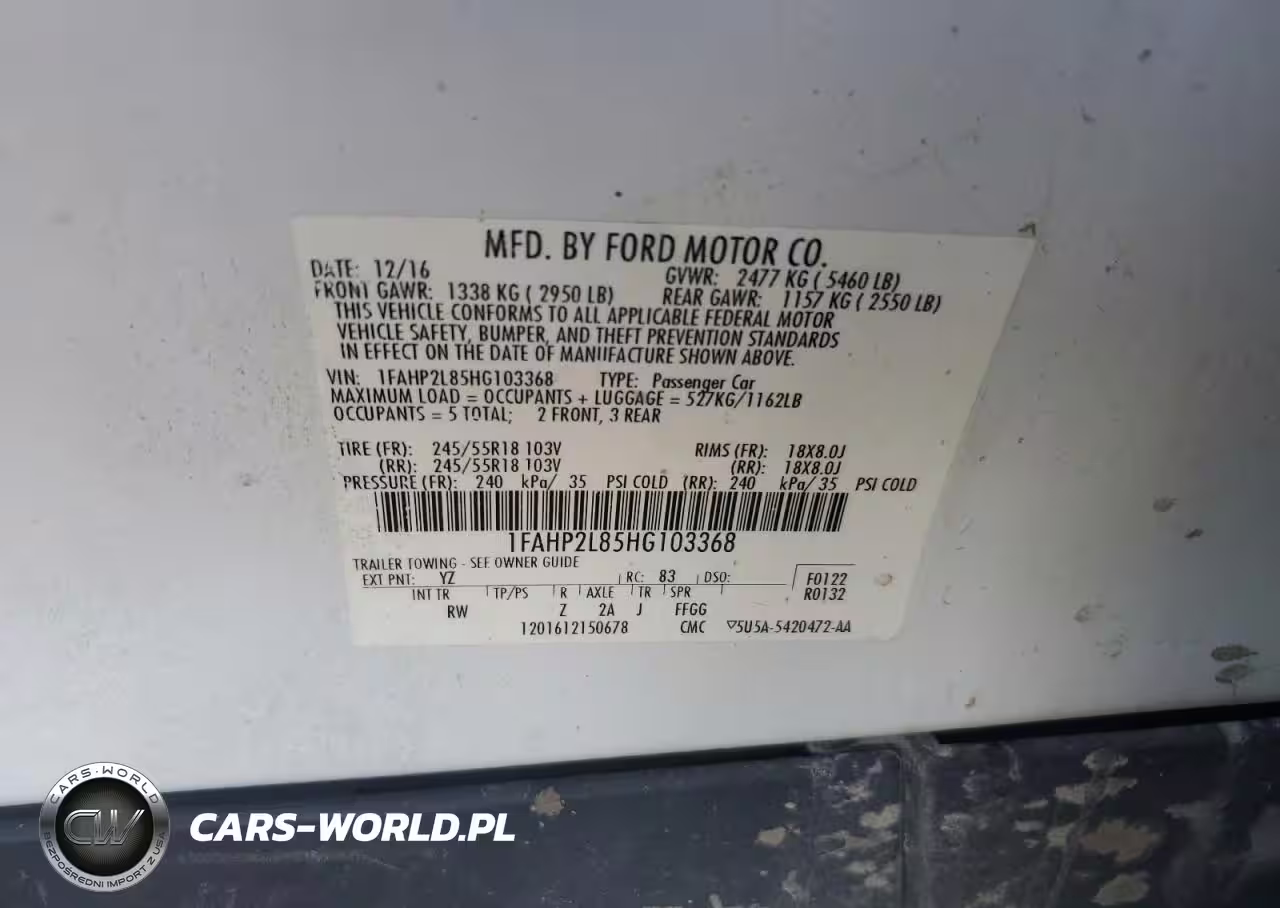 MFD. BY FORD MOTOR CO.
DATE: 12/16 GVWR: 2477 KG ( 5460 LB)
FRONT GAWR: 1338 KG ( 2950 LB) REAR GAWR: 1157 KG ( 2550 LB)
THIS VEHICLE CONFORMS TO ALL APPLICABLE FEDERAL MOTOR
VEHICLE SAFETY, BUMPER, AND THEFT PREVENTION STANDARDS
IN EFFECT ON THE DATE OF MANUFACTURE SHOWN ABOVE.
VIN: 1FAHP2L85HG103368 TYPE: Passenger Car
MAXIMUM LOAD = OCCUPANTS + LUGGAGE = 527KG/1162LB
OCCUPANTS = 5 TOTAL; 2 FRONT, 3 REAR
TIRE (FR): 245/55R18 103V RIMS (FR): 18X8.0J
(RR): 245/55R18 103V (RR): 18X8.0J
PRESSURE (FR): 240 kPa/ 35 PSI COLD (RR): 240 kPa/ 35 PSI COLD
1FAHP2L85HG103368
TRAILER TOWING - SEE OWNER GUIDE
EXT PNT: YZ RC: 83 DSO: F0122
INT TR TP/PS R AXLE TR SPR R0132
RW Z 2A J FFGG
1201612150678 CMC ▽5U5A-5420472-AA
CARS-WORLD
CW
BEZPOŚREDNI IMPORT Z USA
CARS-WORLD.PL